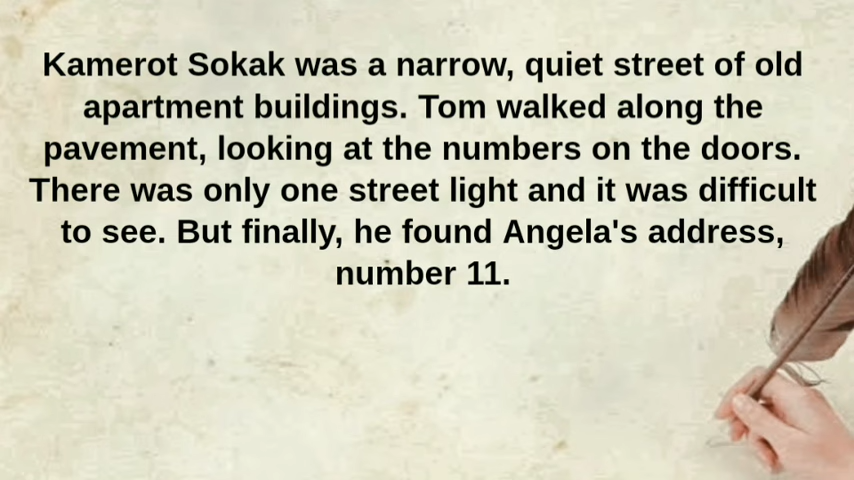 Kamerot Sokak was a narrow, quiet street of old
apartment buildings. Tom walked along the
pavement, looking at the numbers on the doors.
There was only one street light and it was difficult
to see. But finally, he found Angela's address,
number 11.